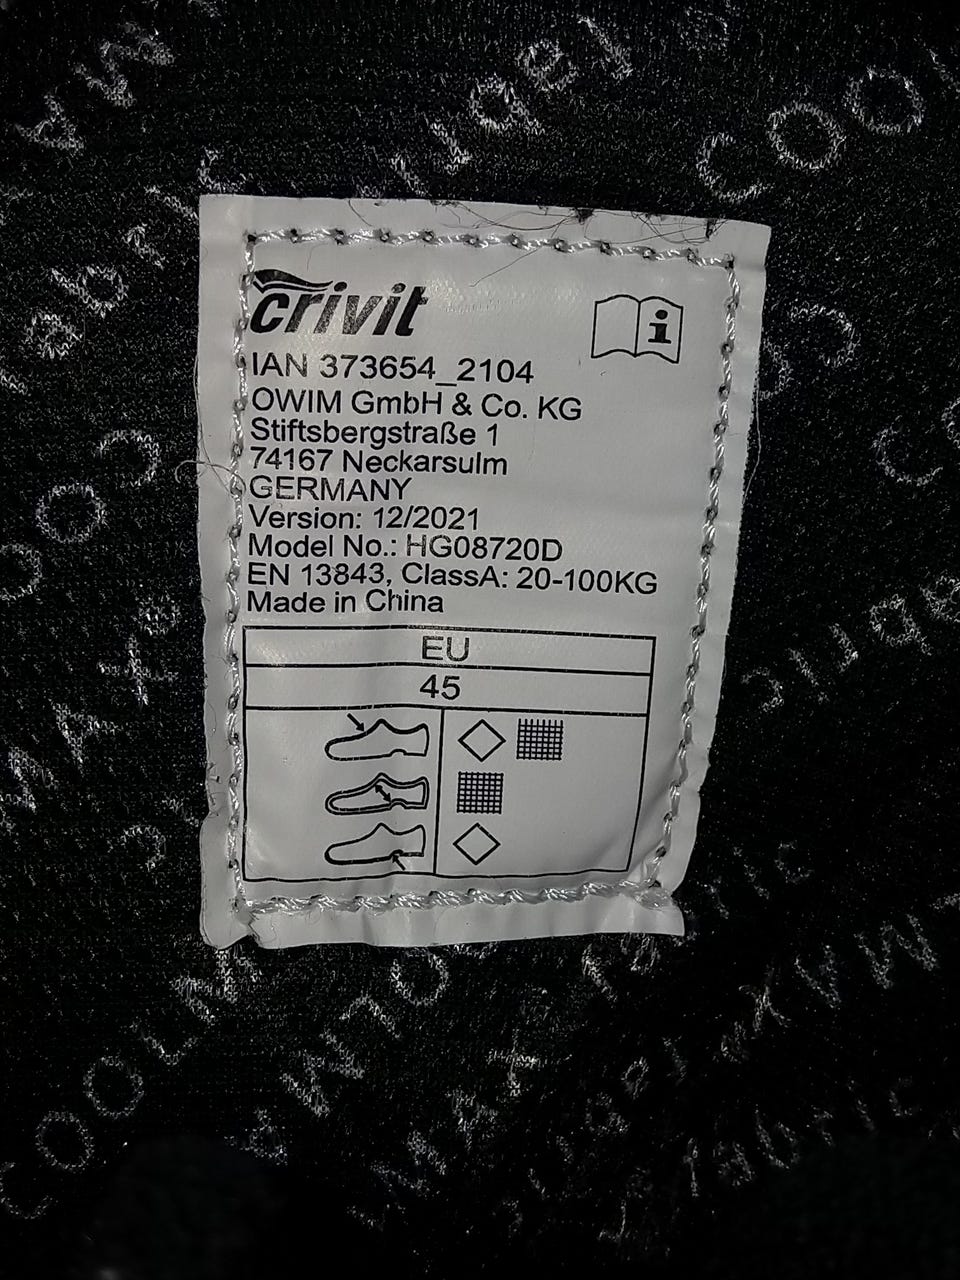 crivit
i
IAN 373654_2104
OWIM GmbH & Co. KG
Stiftsbergstraße 1
74167 Neckarsulm
GERMANY
Version: 12/2021
Model No.: HG08720D
EN 13843, ClassA: 20-100KG
Made in China
EU
45